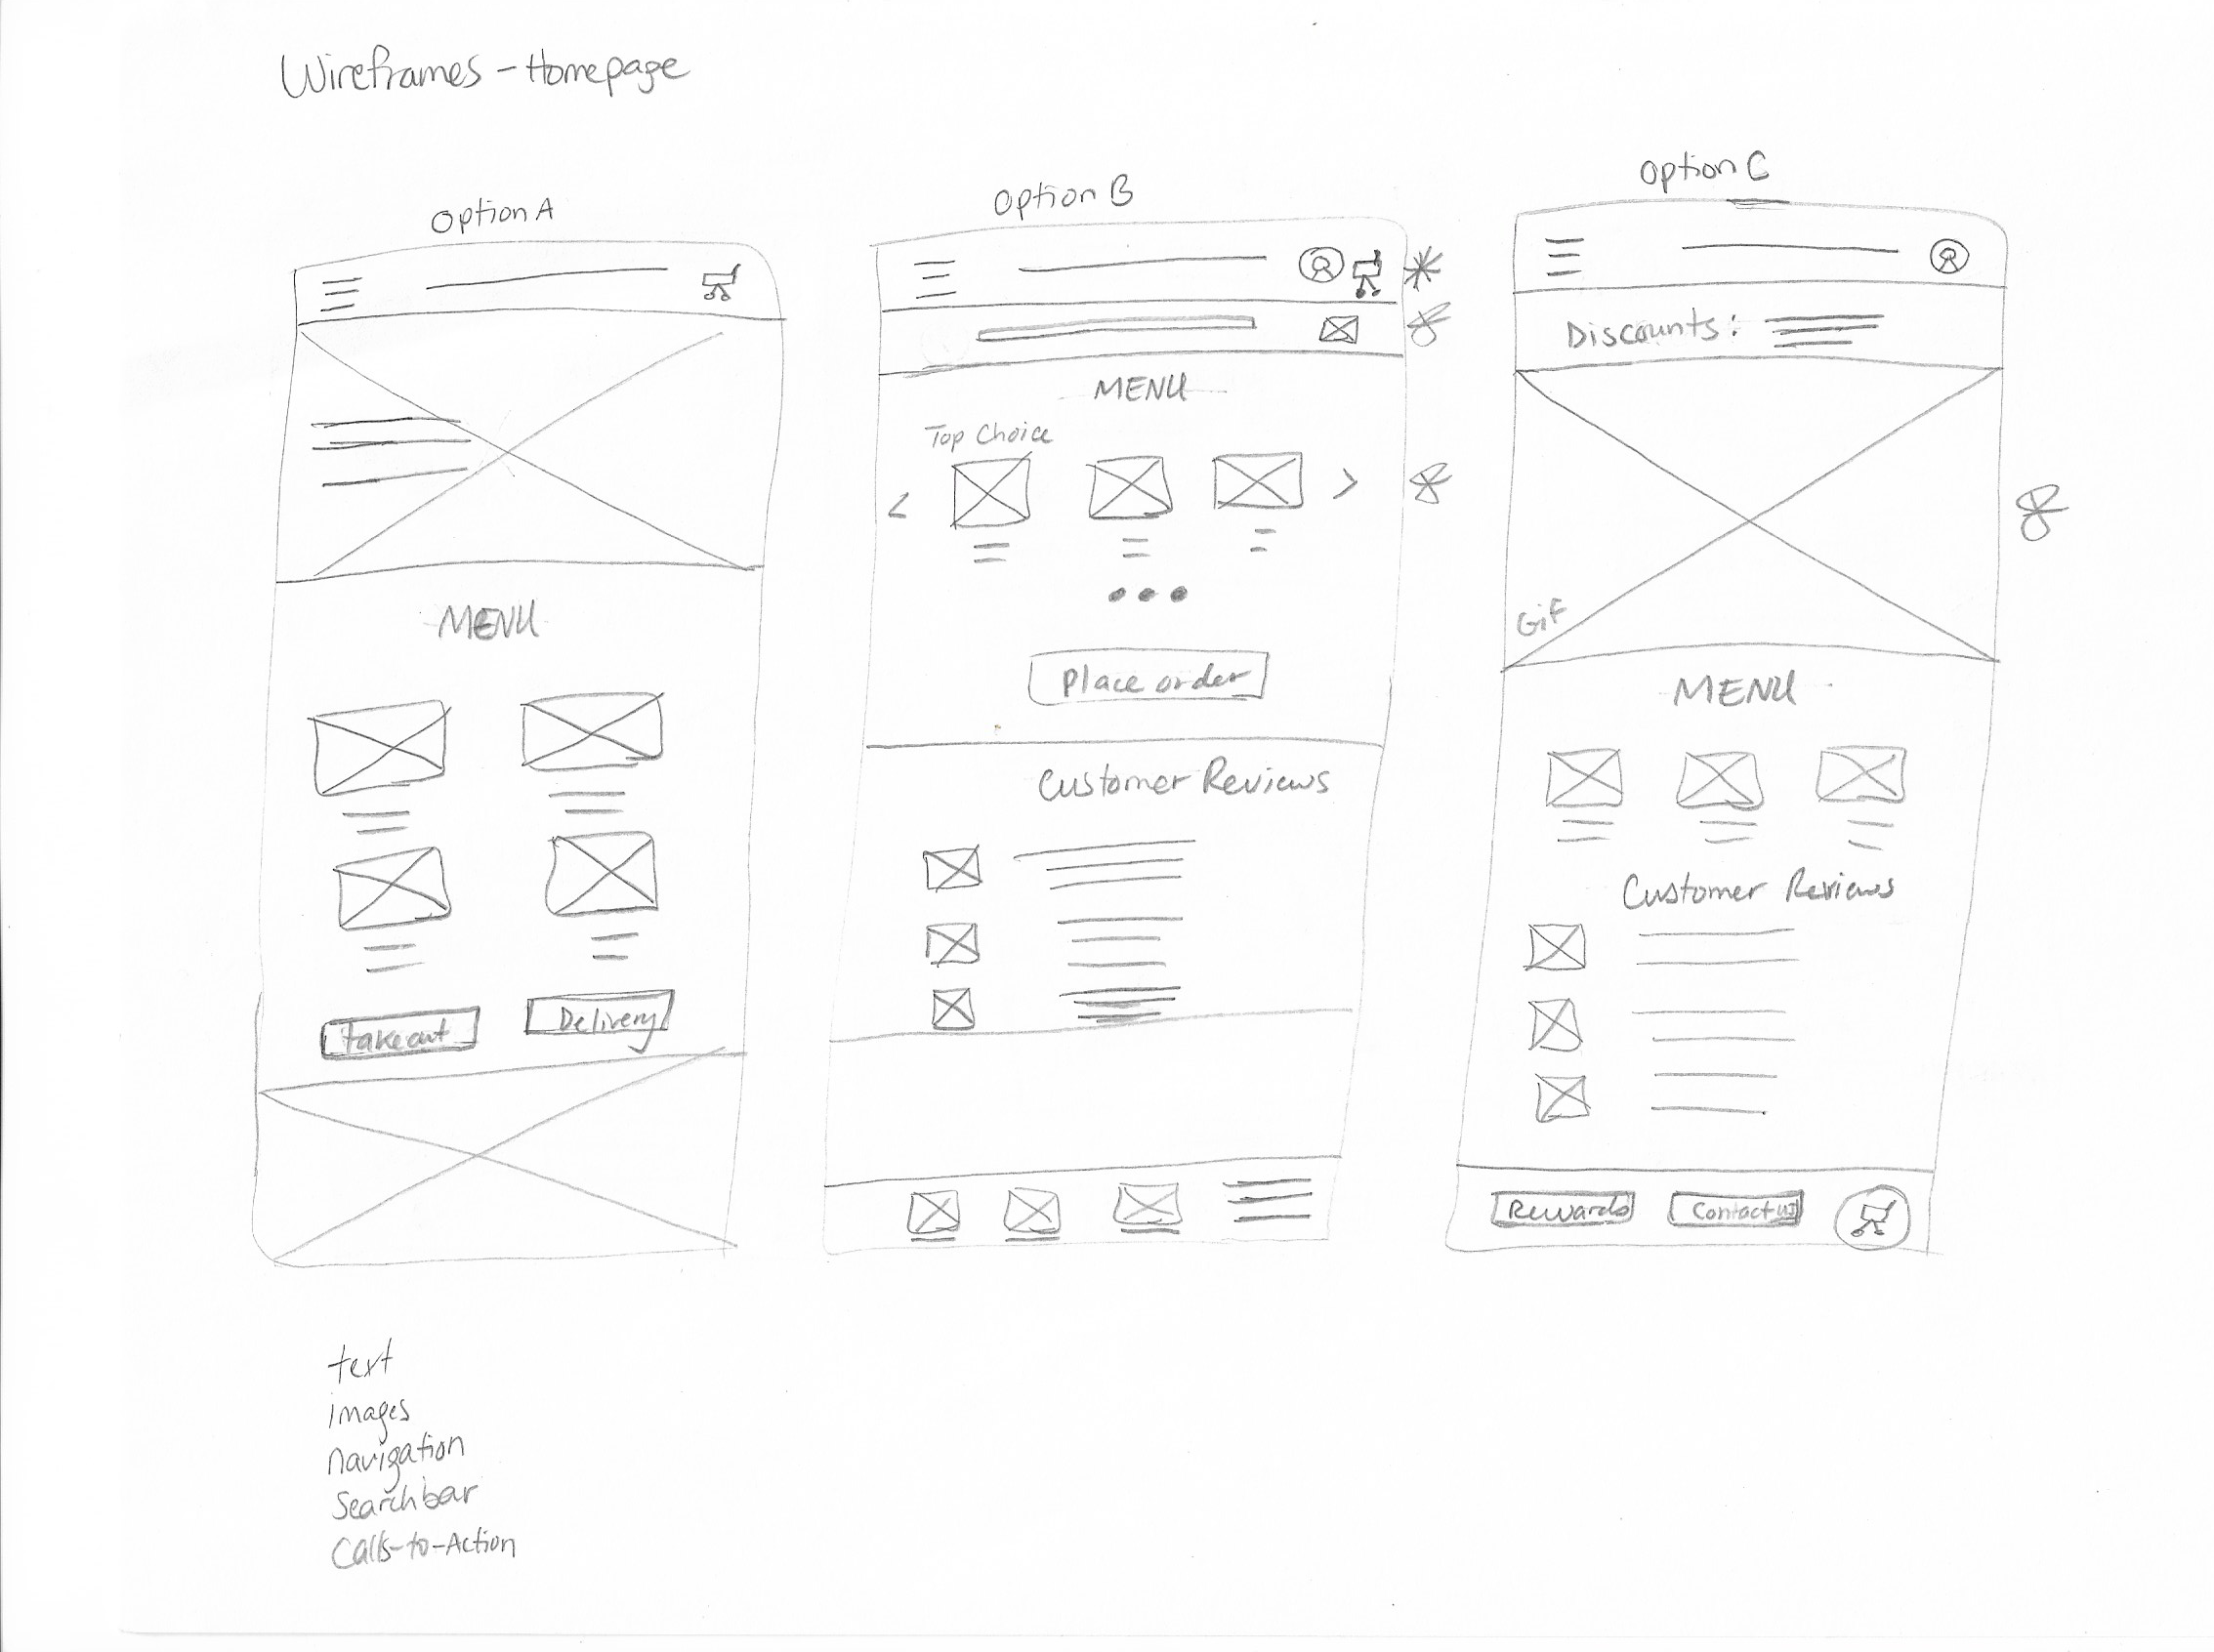 Wireframes - Homepage
Option A
Option B
Option C
MENU
Takeout
Delivery
MENU
Top Choice
< >
Place order
Customer Reviews
Discounts:
Gif
MENU
Customer Reviews
Rewards
Contact us
text
images
navigation
Searchbar
Calls-to-Action